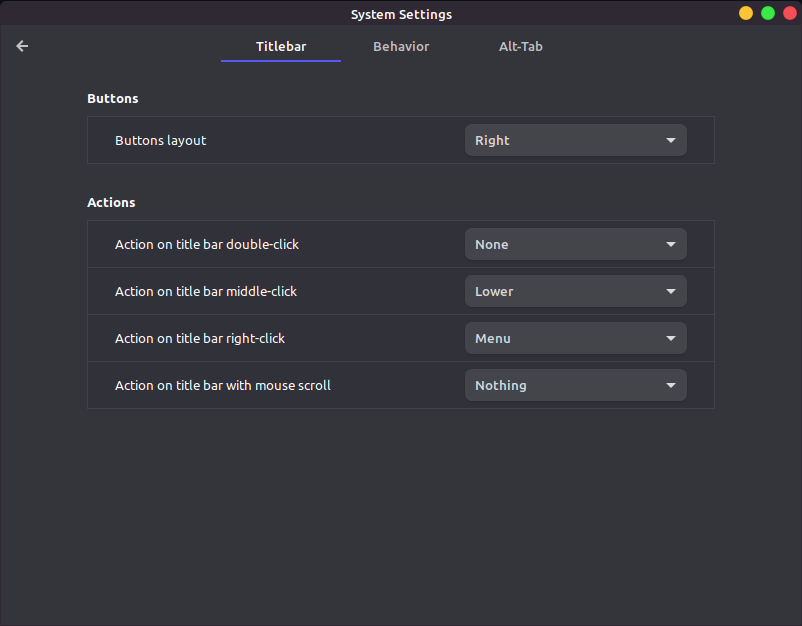 System Settings
Titlebar Behavior Alt-Tab
Buttons
Buttons layout Right
Actions
Action on title bar double-click None
Action on title bar middle-click Lower
Action on title bar right-click Menu
Action on title bar with mouse scroll Nothing